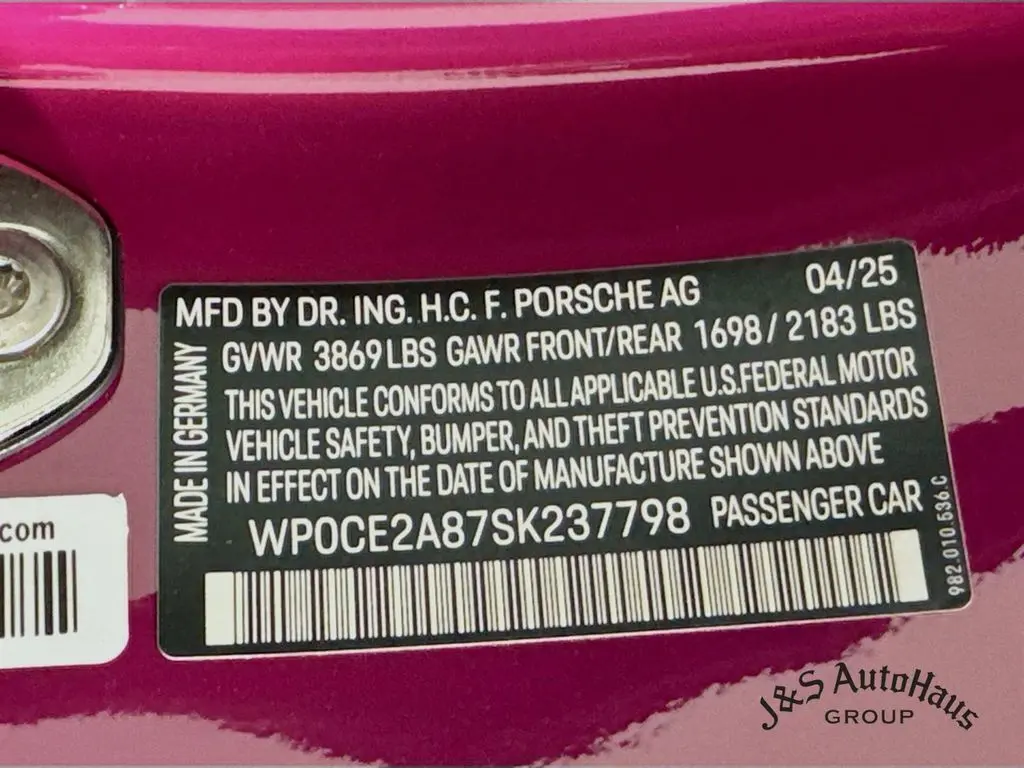 MFD BY DR. ING. H.C. F. PORSCHE AG 04/25
GVWR 3869 LBS GAWR FRONT/REAR 1698 / 2183 LBS
THIS VEHICLE CONFORMS TO ALL APPLICABLE U.S.FEDERAL MOTOR
VEHICLE SAFETY, BUMPER, AND THEFT PREVENTION STANDARDS
IN EFFECT ON THE DATE OF MANUFACTURE SHOWN ABOVE
WP0CE2A87SK237798 PASSENGER CAR
MADE IN GERMANY
982.010.536.C
.com
J&S AutoHaus
GROUP